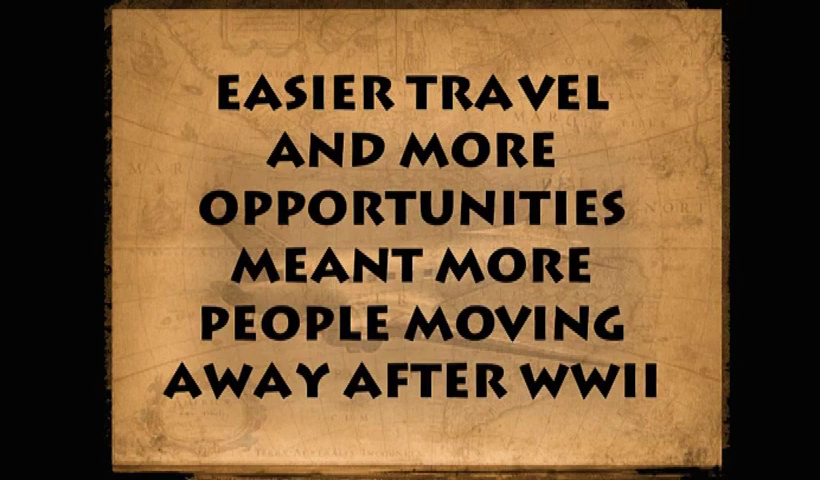 EASIER TRAVEL
AND MORE
OPPORTUNITIES
MEANT MORE
PEOPLE MOVING
AWAY AFTER WWII